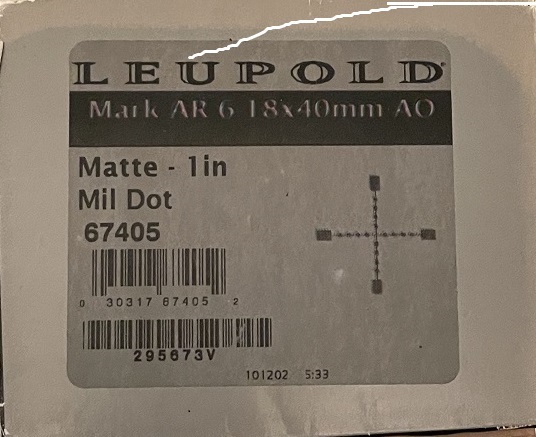 LEUPOLD
Mark AR 6 18x40mm AO
Matte - 1in
Mil Dot
67405
0 30317 67405 2
295673V
101202 5:33